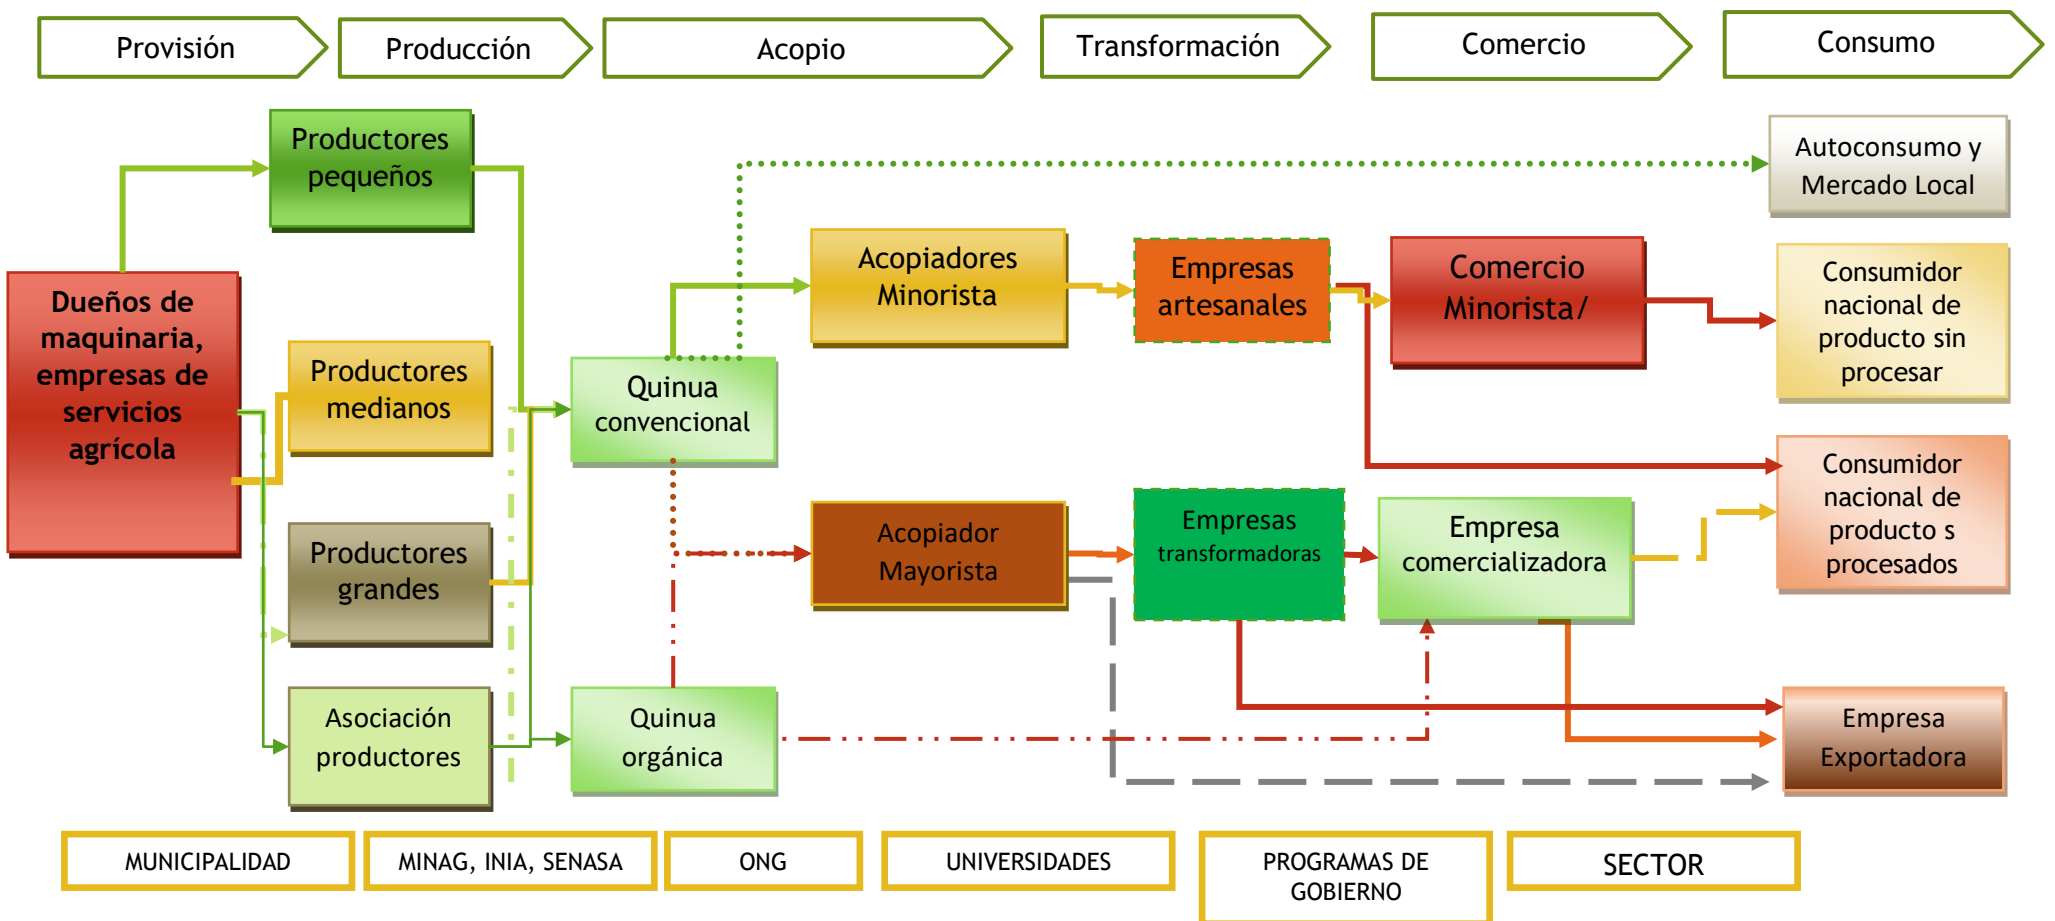 Provisión
Producción
Acopio
Transformación
Comercio
Consumo
Productores
pequeños
Autoconsumo y
Mercado Local
Dueños de
maquinaria,
empresas de
servicios
agrícola
Productores
medianos
Productores
grandes
Asociación
productores
Quinua
convencional
Quinua
orgánica
Acopiadores
Minorista
Acopiador
Mayorista
Empresas
artesanales
Empresas
transformadoras
Comercio
Minorista/
Empresa
comercializadora
Consumidor
nacional de
producto sin
procesar
Consumidor
nacional de
producto s
procesados
Empresa
Exportadora
MUNICIPALIDAD
MINAG, INIA, SENASA
ONG
UNIVERSIDADES
PROGRAMAS DE
GOBIERNO
SECTOR